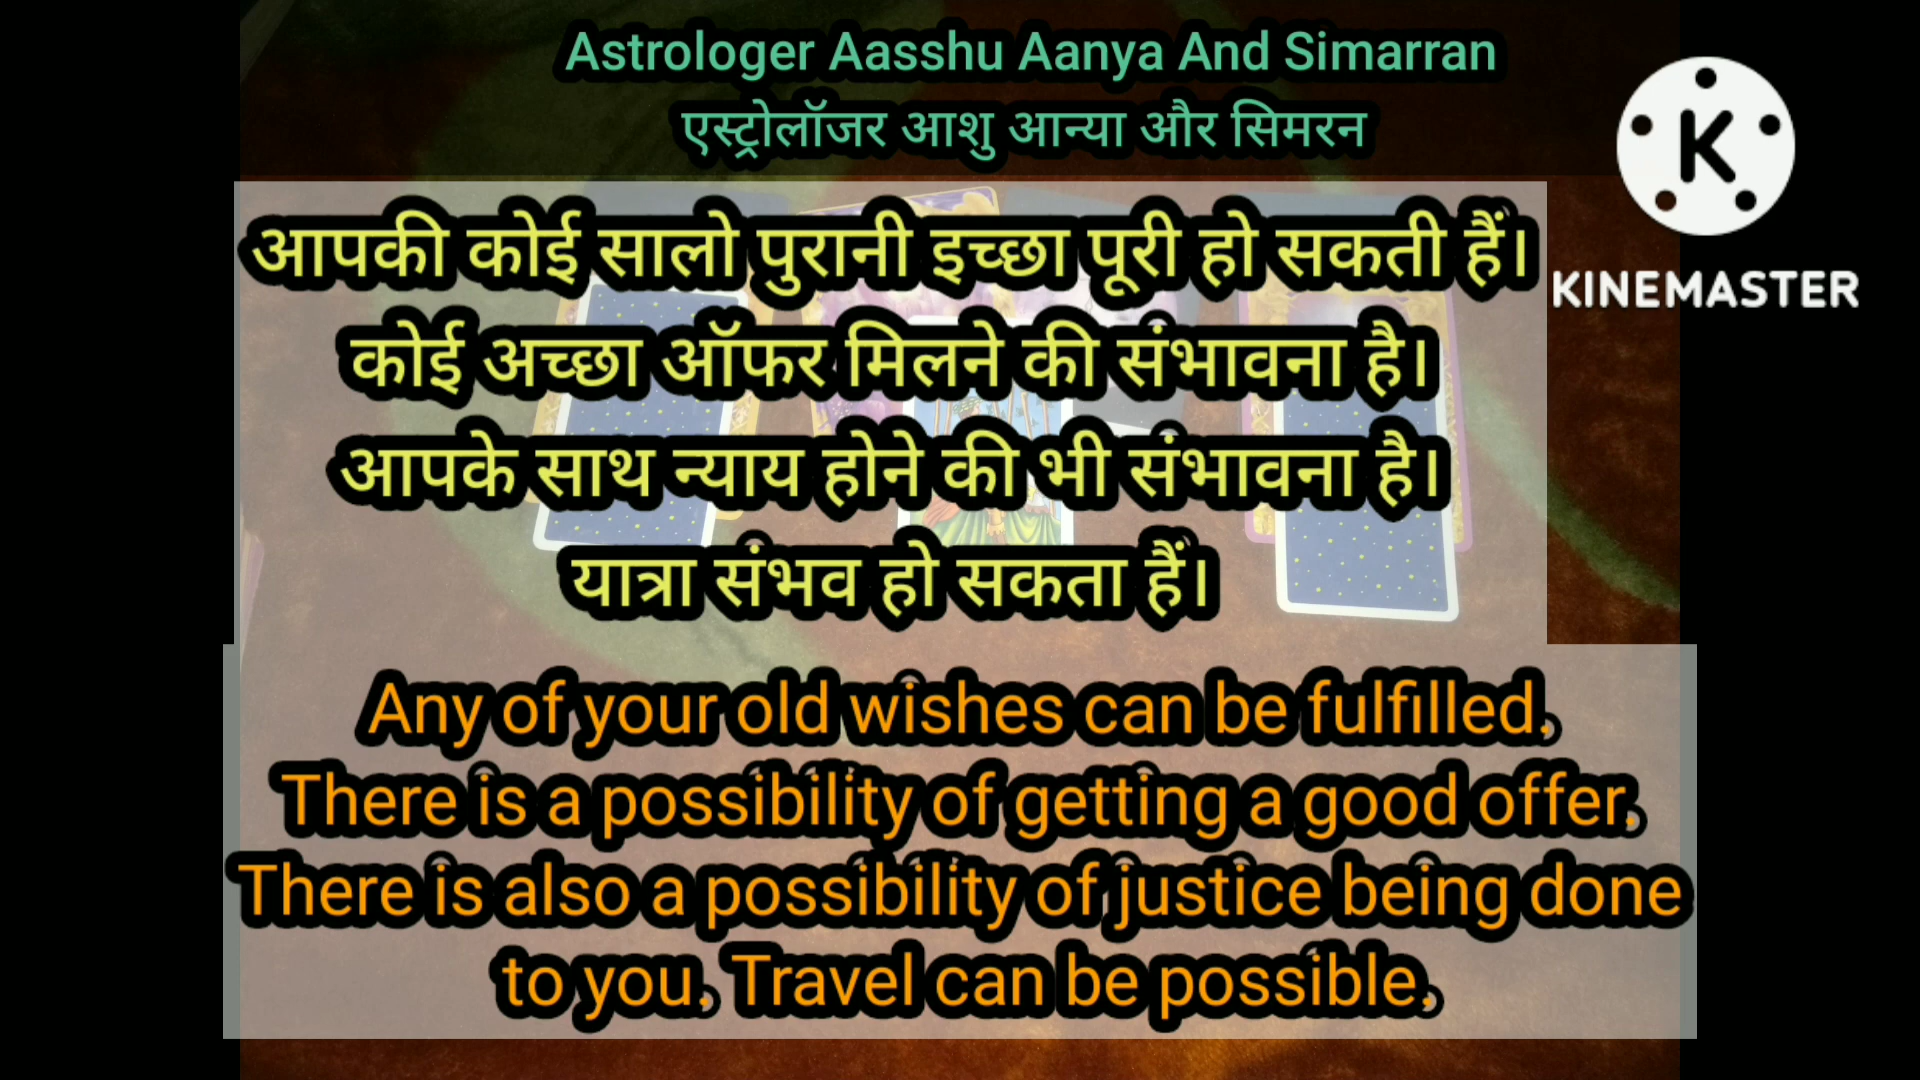 Astrologer Aasshu Aanya And Simarran
एस्ट्रोलॉजर आशु आन्या और सिमरन
K
KINEMASTER
आपकी कोई सालो पुरानी इच्छा पूरी हो सकती हैं।
कोई अच्छा ऑफर मिलने की संभावना है।
आपके साथ न्याय होने की भी संभावना है।
यात्रा संभव हो सकता हैं।
Any of your old wishes can be fulfilled.
There is a possibility of getting a good offer.
There is also a possibility of justice being done
to you. Travel can be possible.